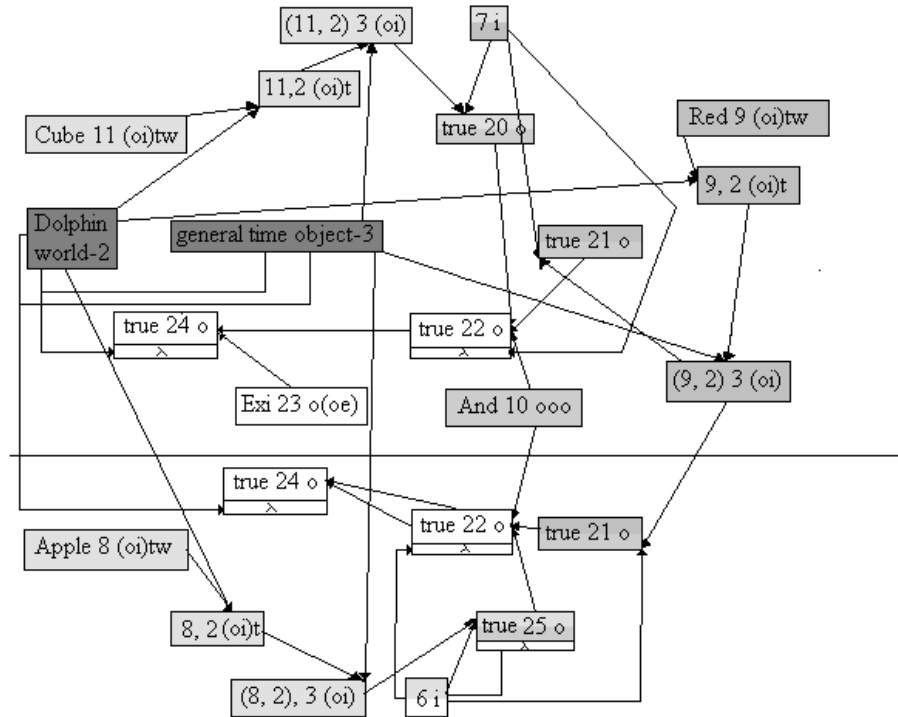 (11, 2) 3 (oi)
7 i
11,2 (oi)t
Cube 11 (oi)tw
true 20 o
Red 9 (oi)tw
9, 2 (oi)t
Dolphin
world-2
general time object-3
true 21 o
true 24 o
λ
true 22 o
λ
(9, 2) 3 (oi)
Exi 23 o(oe)
And 10 ooo
true 24 o
λ
true 22 o
λ
true 21 o
Apple 8 (oi)tw
8, 2 (oi)t
true 25 o
λ
(8, 2), 3 (oi)
6 i